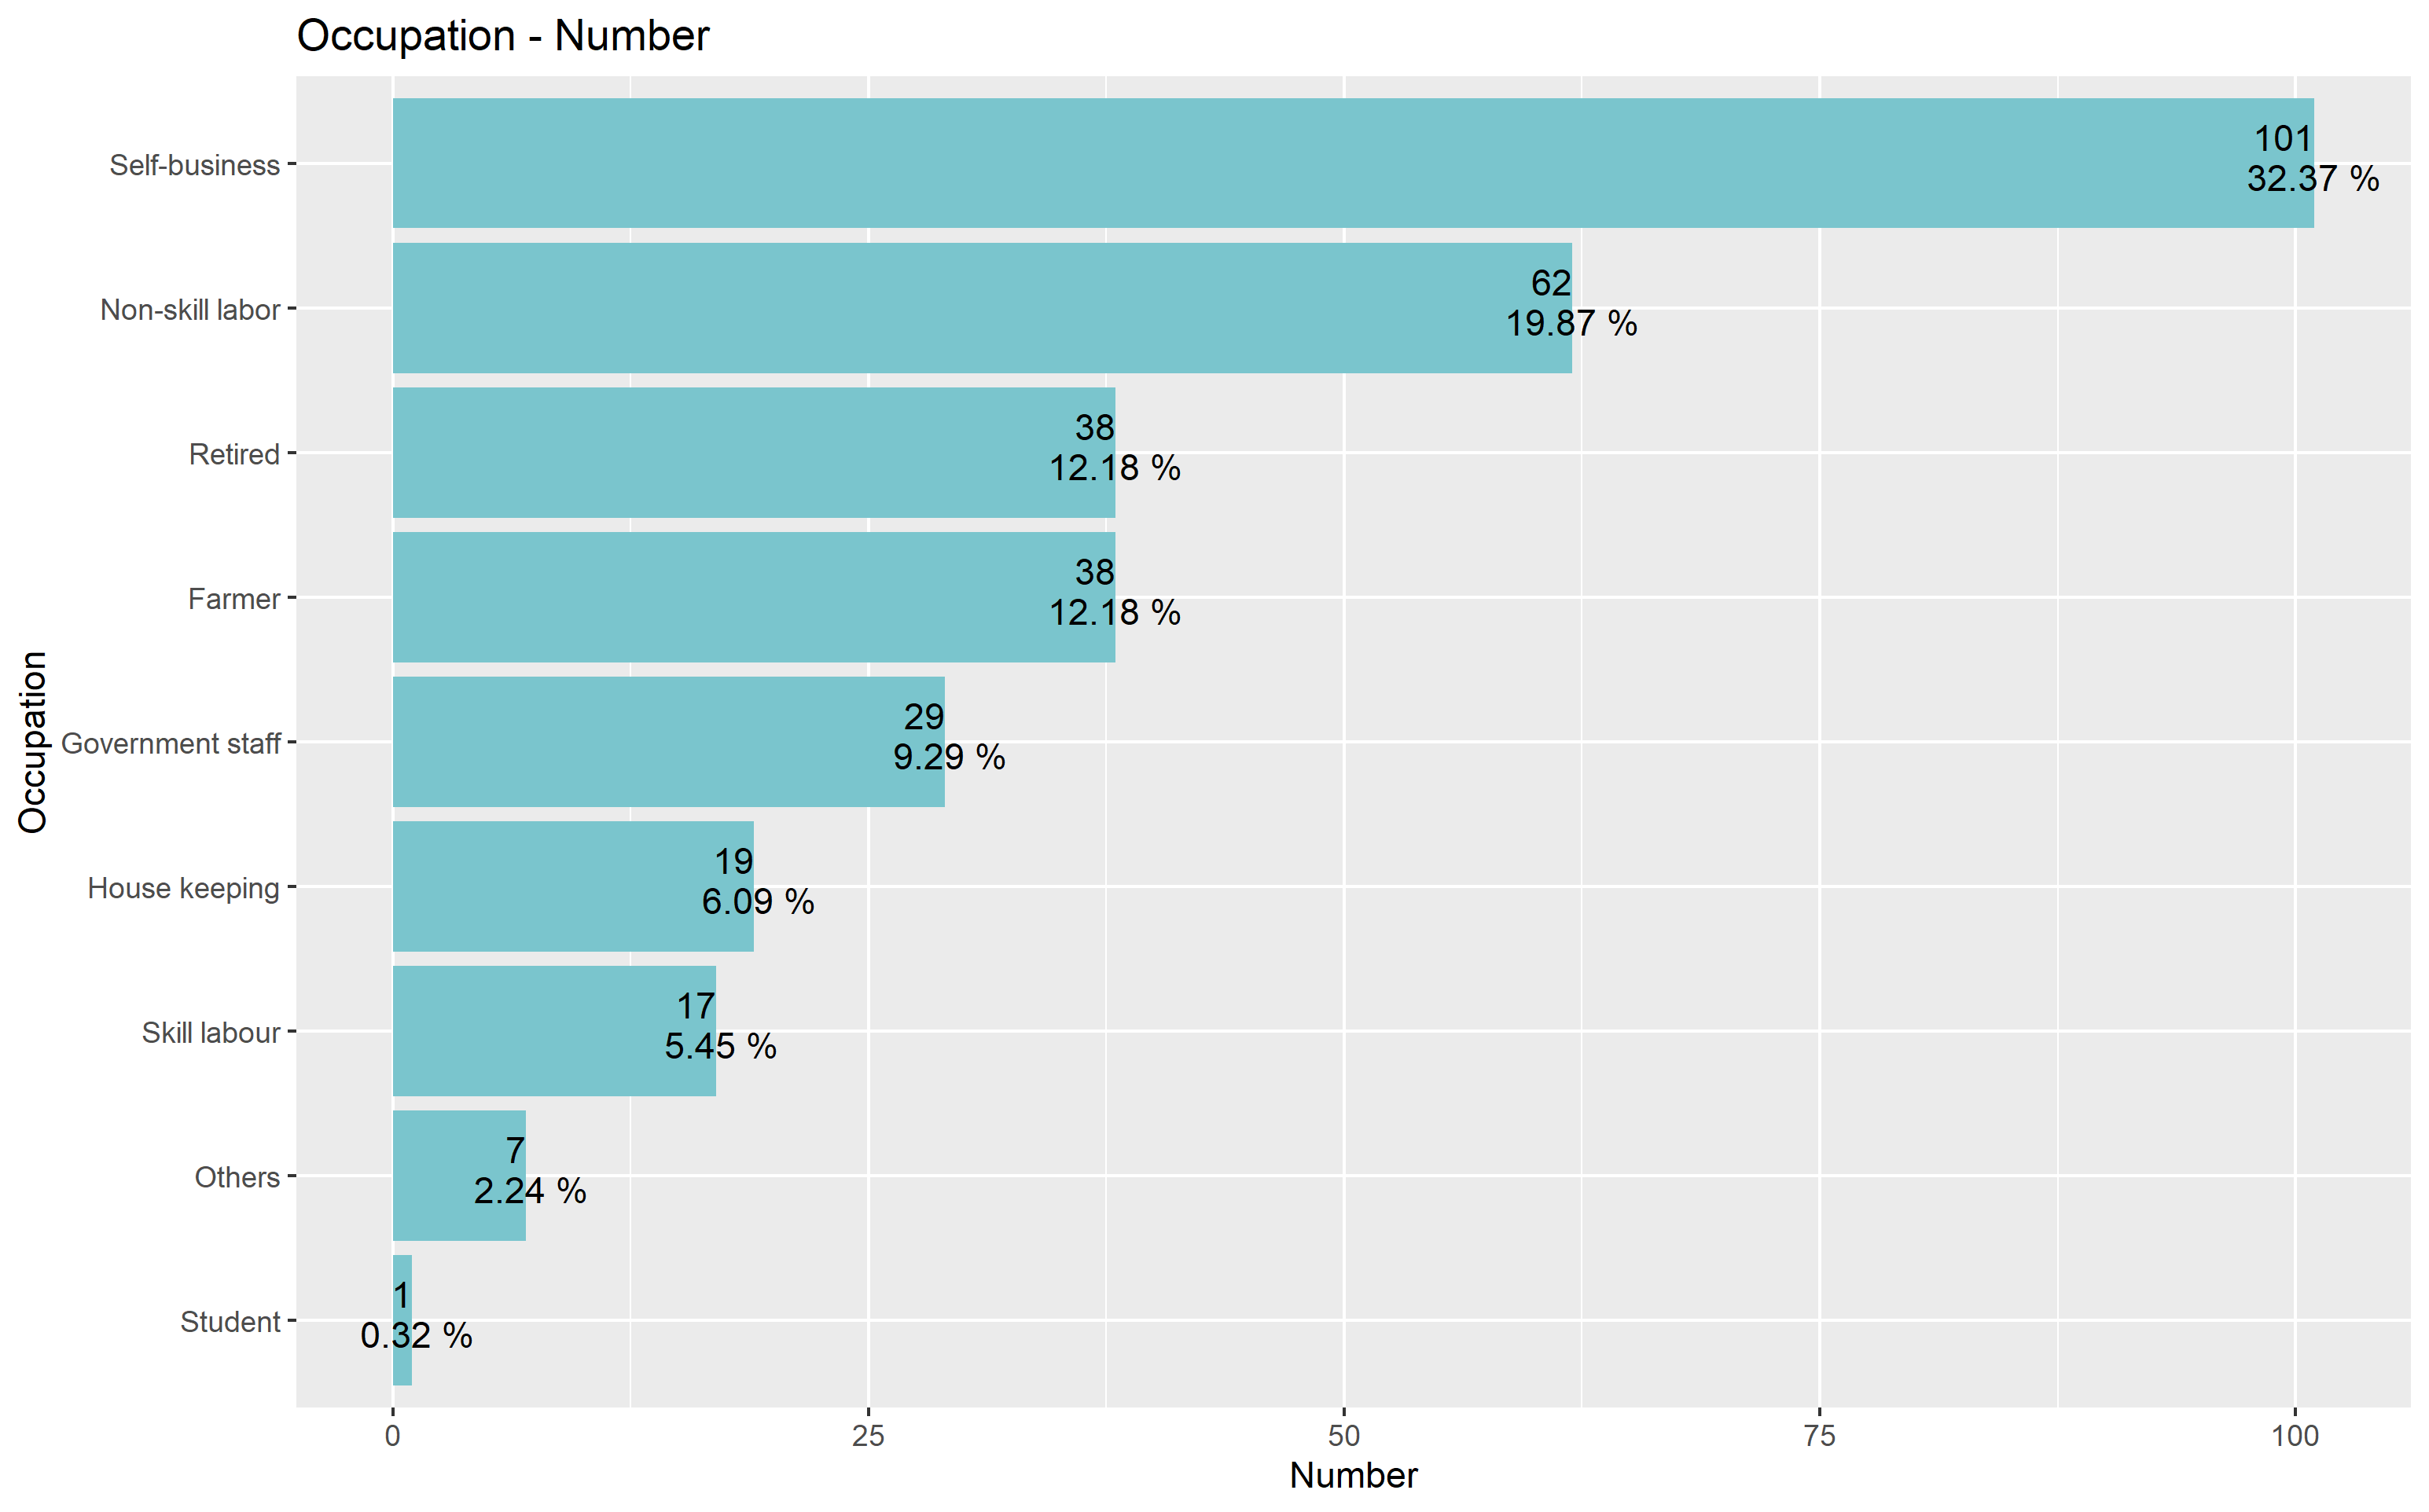 Occupation - Number
Self-business
101
32.37 %
Non-skill labor
62
19.87 %
Retired
38
12.18 %
Farmer
38
12.18 %
Government staff
29
9.29 %
House keeping
19
6.09 %
Skill labour
17
5.45 %
Others
7
2.24 %
Student
1
0.32 %
Occupation
0 25 50 75 100
Number